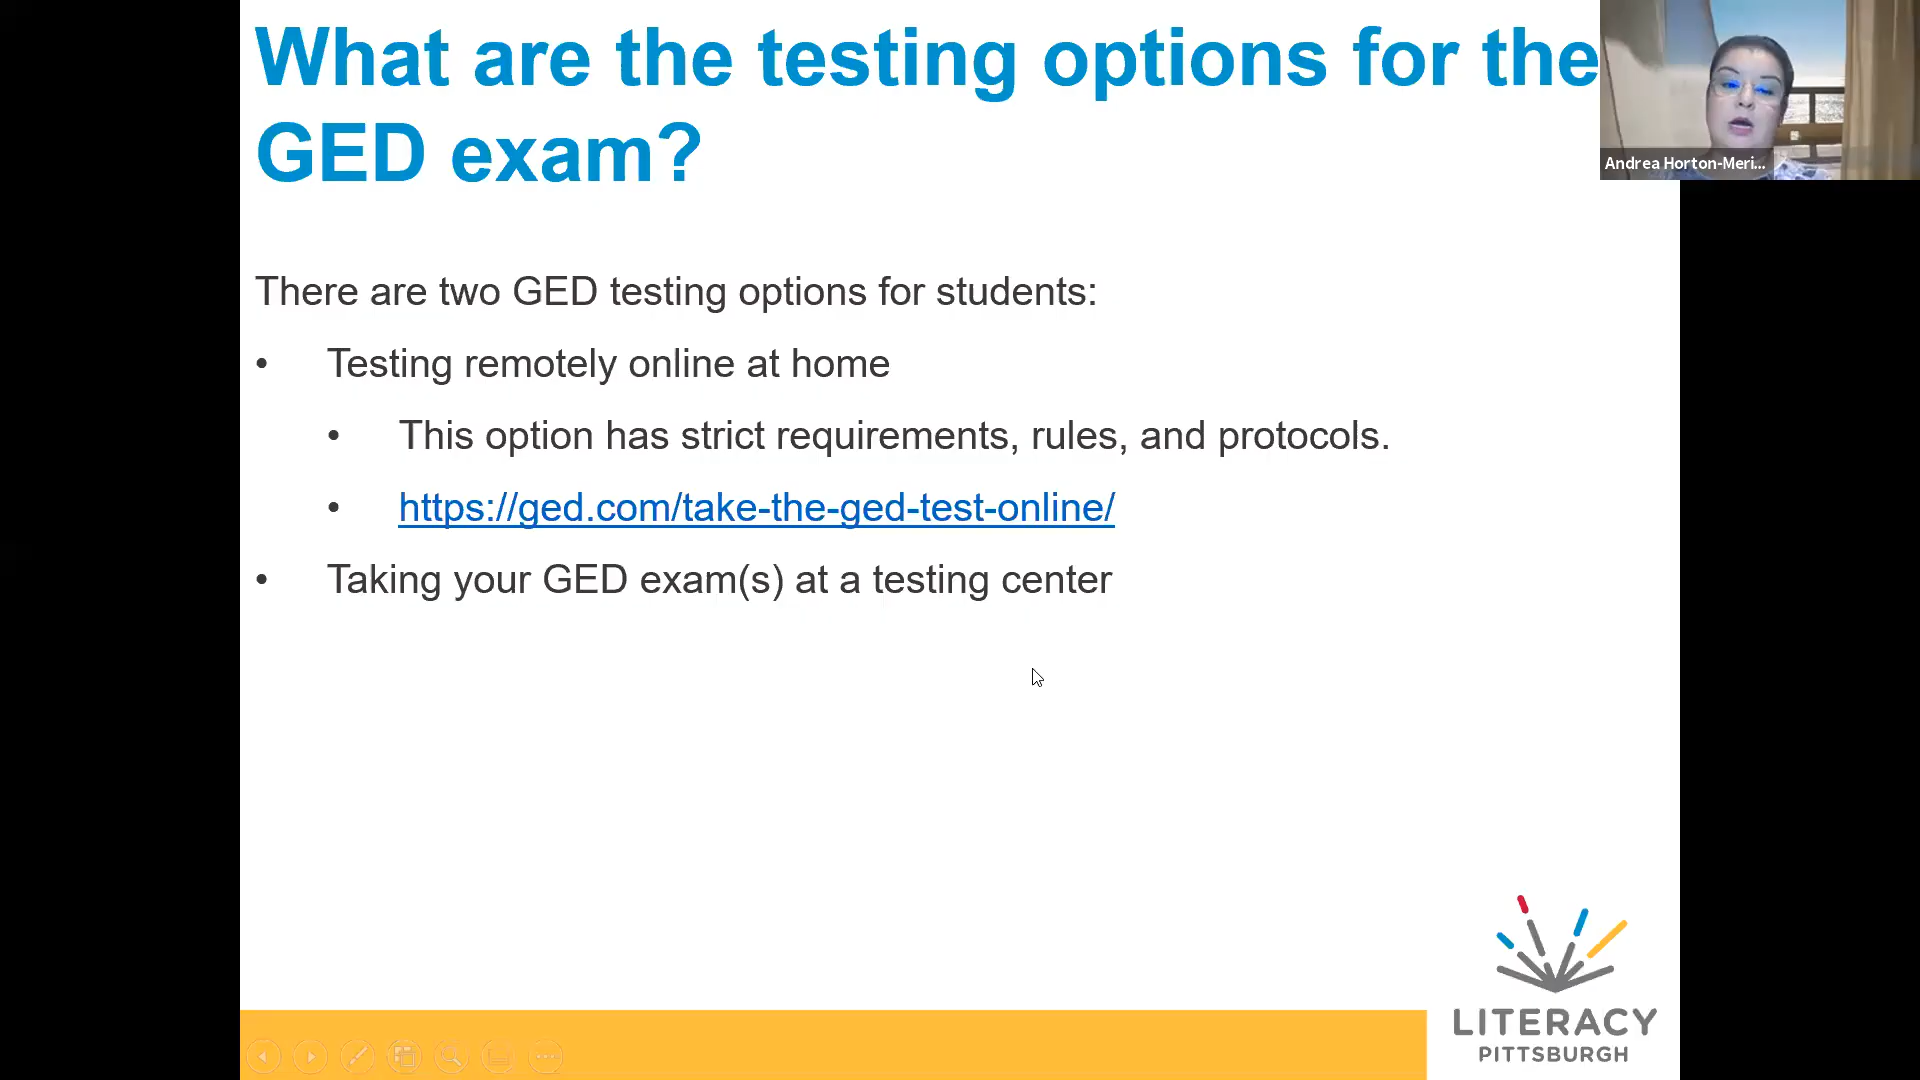 What are the testing options for the
GED exam?
Andrea Horton-Meri...
There are two GED testing options for students:
• Testing remotely online at home
• This option has strict requirements, rules, and protocols.
• https://ged.com/take-the-ged-test-online/
• Taking your GED exam(s) at a testing center
LITERACY
PITTSBURGH